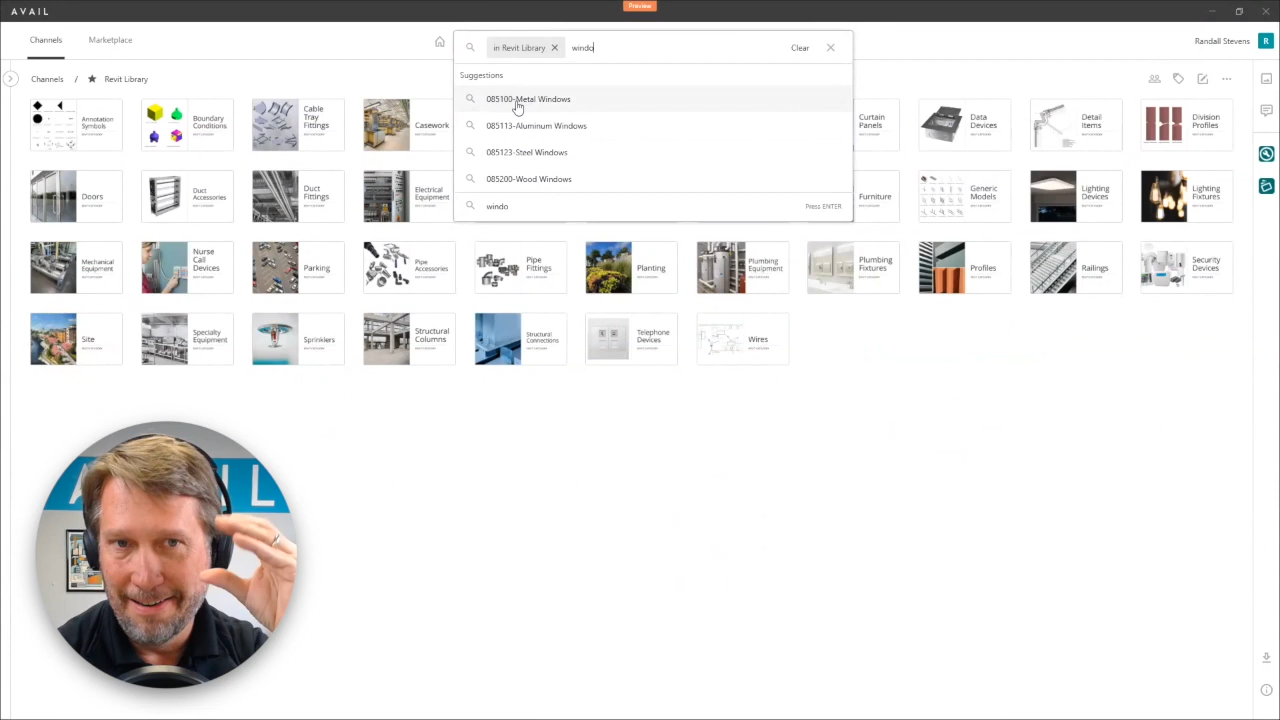 AVAIL
Preview
Channels
Marketplace
in Revit Library
windo
Clear
Randall Stevens
R
Channels / Revit Library
Suggestions
085100-Metal Windows
085113-Aluminum Windows
085123-Steel Windows
085200-Wood Windows
windo
Press ENTER
Annotation
Symbols
Boundary
Conditions
Cable
Tray
Fittings
Casework
Curtain
Panels
Data
Devices
Detail
Items
Division
Profiles
Doors
Duct
Accessories
Duct
Fittings
Electrical
Equipment
Furniture
Generic
Models
Lighting
Devices
Lighting
Fixtures
Mechanical
Equipment
Nurse
Call
Devices
Parking
Pipe
Accessories
Pipe
Fittings
Planting
Plumbing
Equipment
Plumbing
Fixtures
Profiles
Railings
Security
Devices
Site
Specialty
Equipment
Sprinklers
Structural
Columns
Structural
Connections
Telephone
Devices
Wires